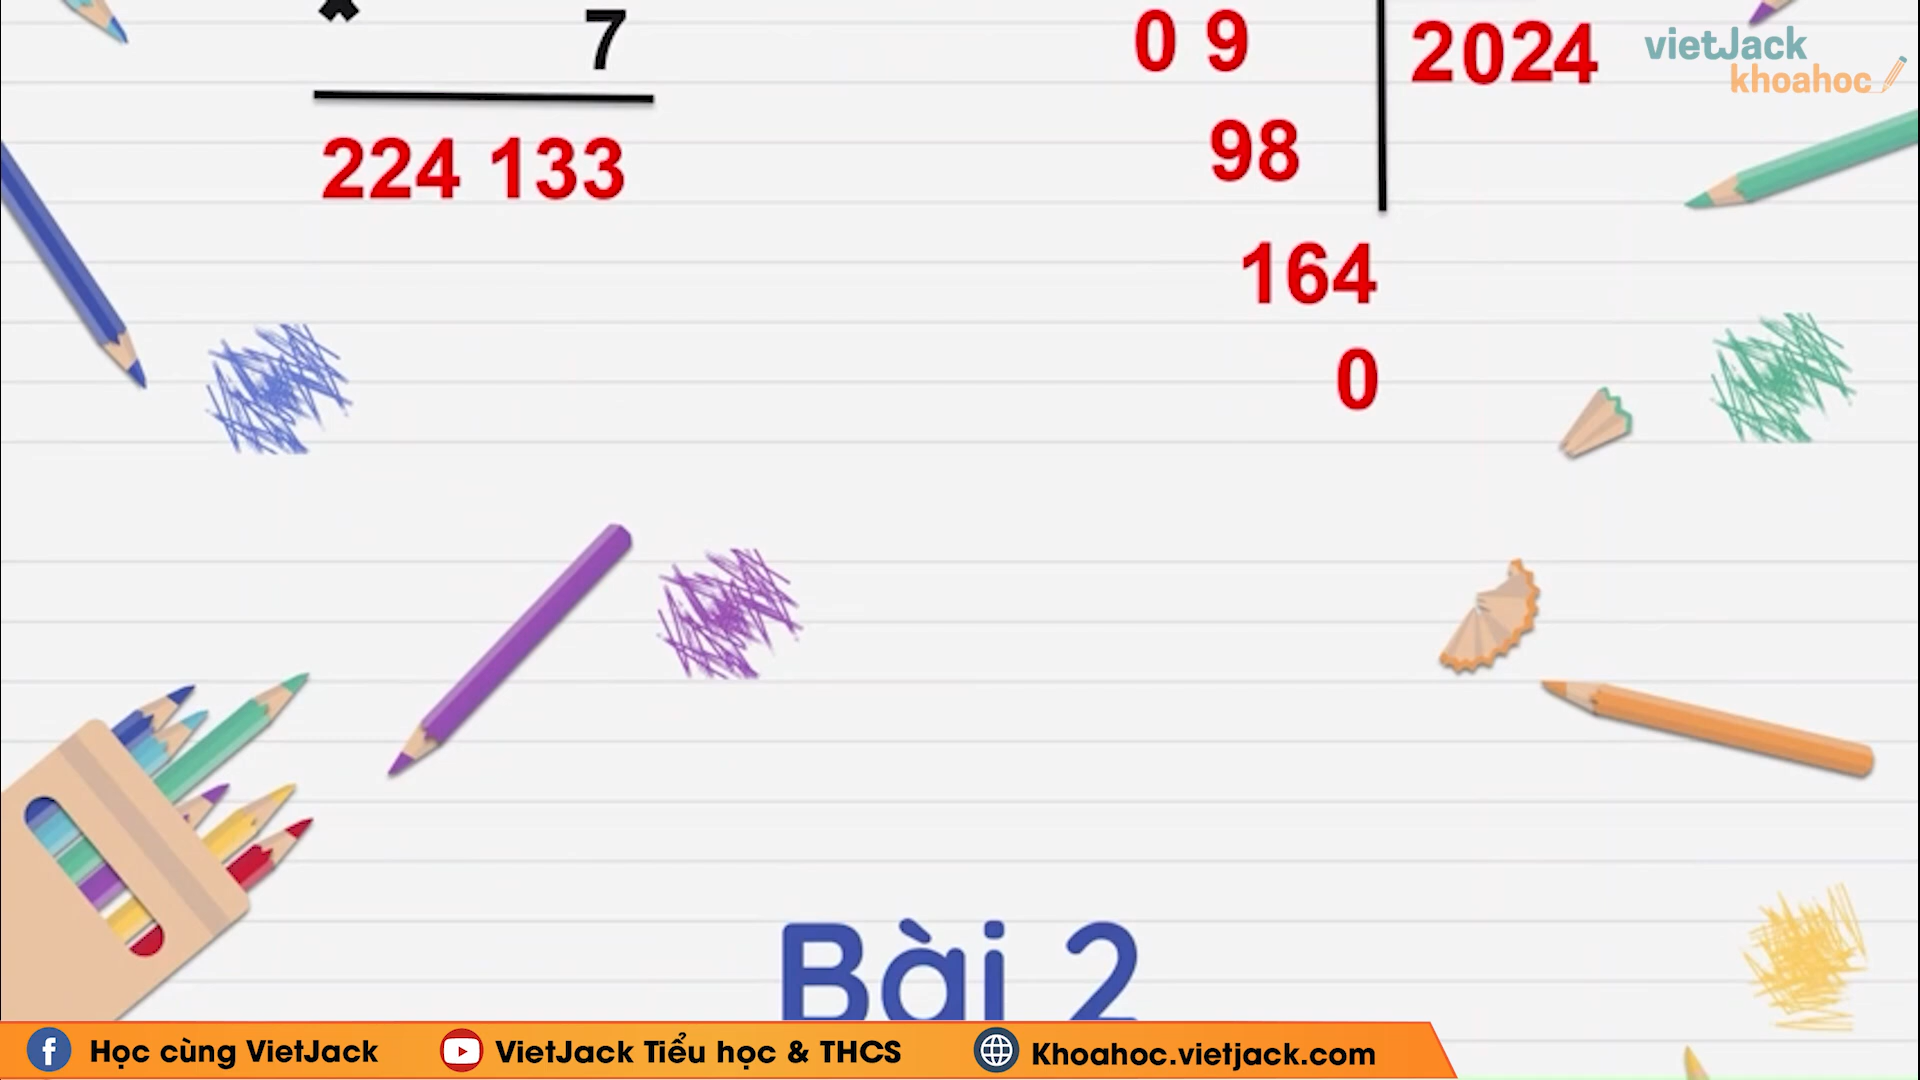 ×
7
224 133
0 9
2024
98
164
0
vietJack
khoahoc
Bài 2
Học cùng VietJack
VietJack Tiểu học & THCS
Khoahoc.vietjack.com